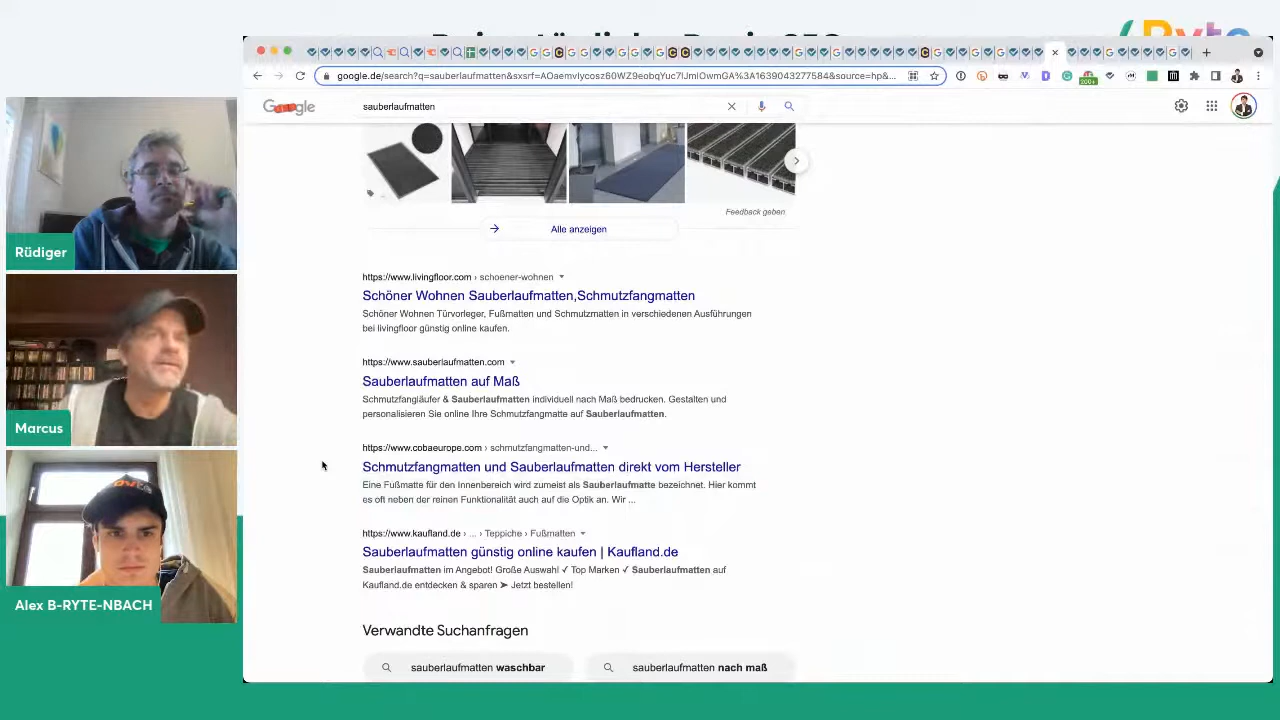 Ryte
google.de/search?q=sauberlaufmatten&sxsrf=AOaemvIycosz60WZ9eobqYuc7IJmIOwmGA%3A1639043277584&source=hp&...
200+
Google
sauberlaufmatten
Feedback geben
Alle anzeigen
https://www.livingfloor.com › schoener-wohnen
Schöner Wohnen Sauberlaufmatten,Schmutzfangmatten
Schöner Wohnen Türvorleger, Fußmatten und Schmutzmatten in verschiedenen Ausführungen
bei livingfloor günstig online kaufen.
https://www.sauberlaufmatten.com
Sauberlaufmatten auf Maß
Schmutzfangläufer & Sauberlaufmatten individuell nach Maß bedrucken. Gestalten und
personalisieren Sie online Ihre Schmutzfangmatte auf Sauberlaufmatten.
https://www.cobaeurope.com › schmutzfangmatten-und...
Schmutzfangmatten und Sauberlaufmatten direkt vom Hersteller
Eine Fußmatte für den Innenbereich wird zumeist als Sauberlaufmatte bezeichnet. Hier kommt
es oft neben der reinen Funktionalität auch auf die Optik an. Wir ...
https://www.kaufland.de › ... › Teppiche › Fußmatten
Sauberlaufmatten günstig online kaufen | Kaufland.de
Sauberlaufmatten im Angebot! Große Auswahl ✓ Top Marken ✓ Sauberlaufmatten auf
Kaufland.de entdecken & sparen ➤ Jetzt bestellen!
Verwandte Suchanfragen
sauberlaufmatten waschbar
sauberlaufmatten nach maß
Rüdiger
Marcus
Alex B-RYTE-NBACH